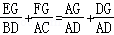 EG/BD + FG/AC = AG/AD + DG/AD